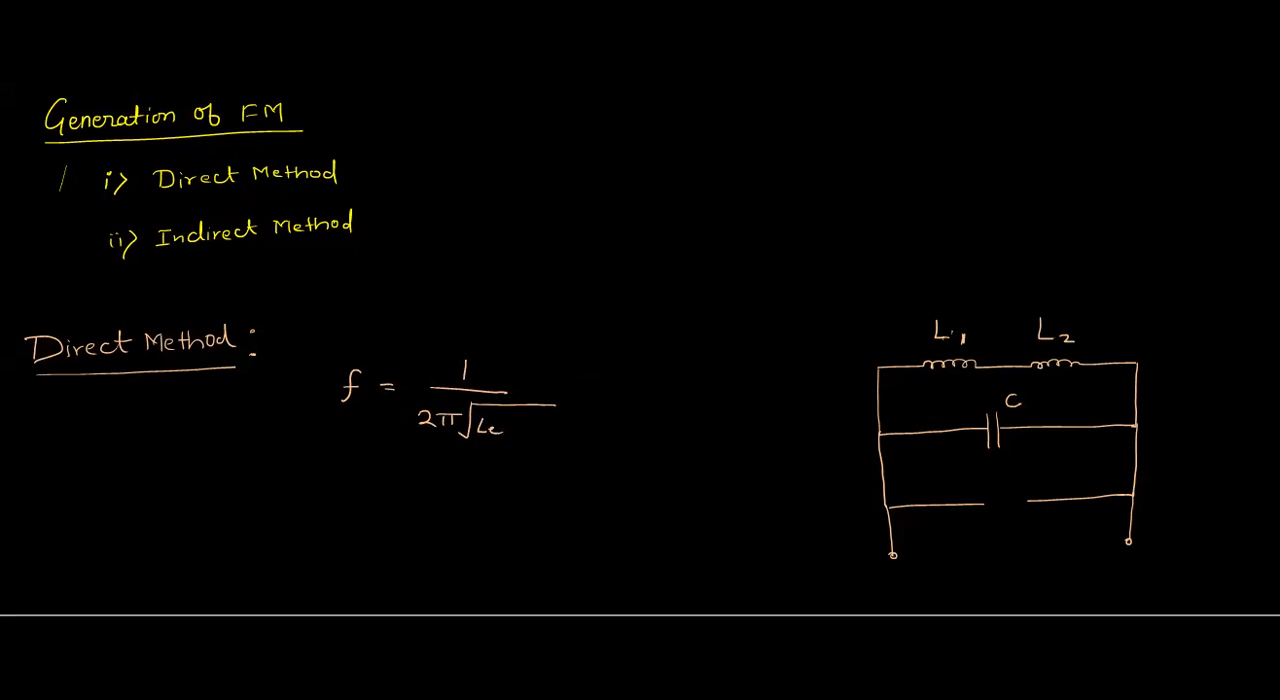 Generation of FM
i) Direct Method
ii) Indirect Method
Direct Method :
f = 1
2π√Lc
L1 L2
C